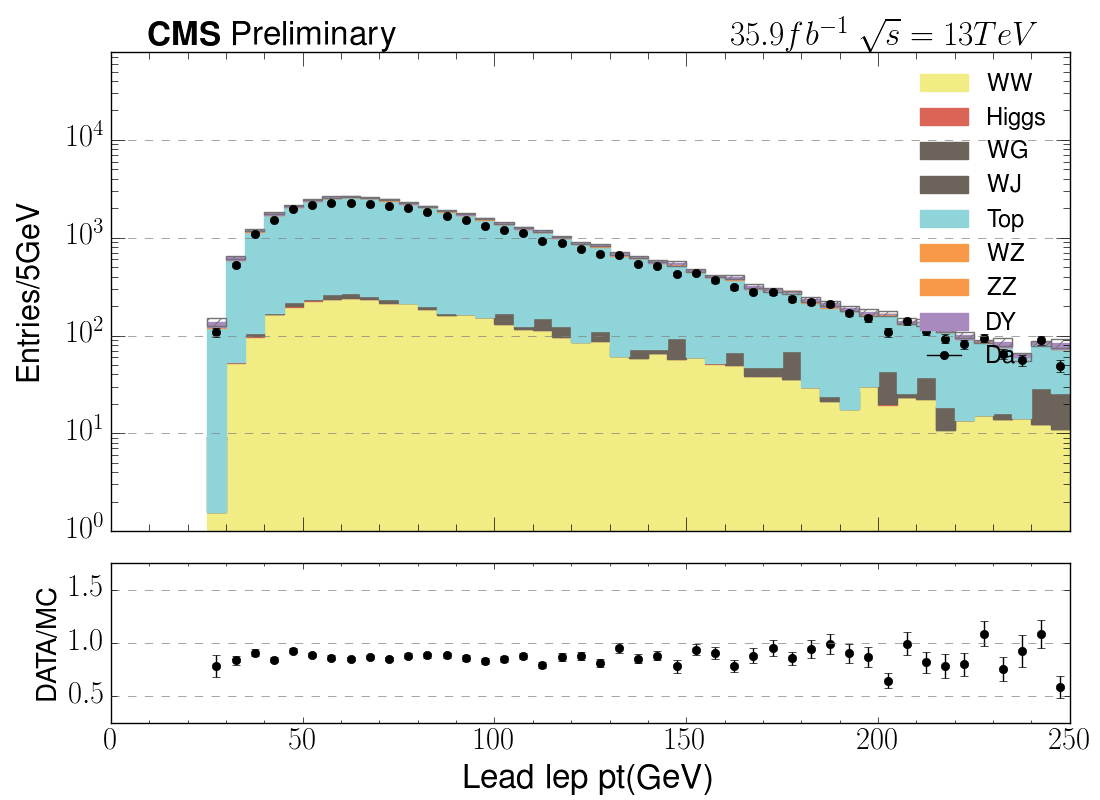 CMS Preliminary 35.9fb⁻¹ √s = 13TeV
WW
Higgs
WG
WJ
Top
WZ
ZZ
DY
Da
Entries/5GeV
10⁴
10³
10²
10¹
10⁰
DATA/MC
1.5
1.0
0.5
0 50 100 150 200 250
Lead lep pt(GeV)